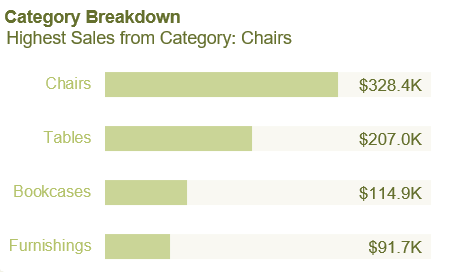 Category Breakdown
Highest Sales from Category: Chairs
Chairs $328.4K
Tables $207.0K
Bookcases $114.9K
Furnishings $91.7K